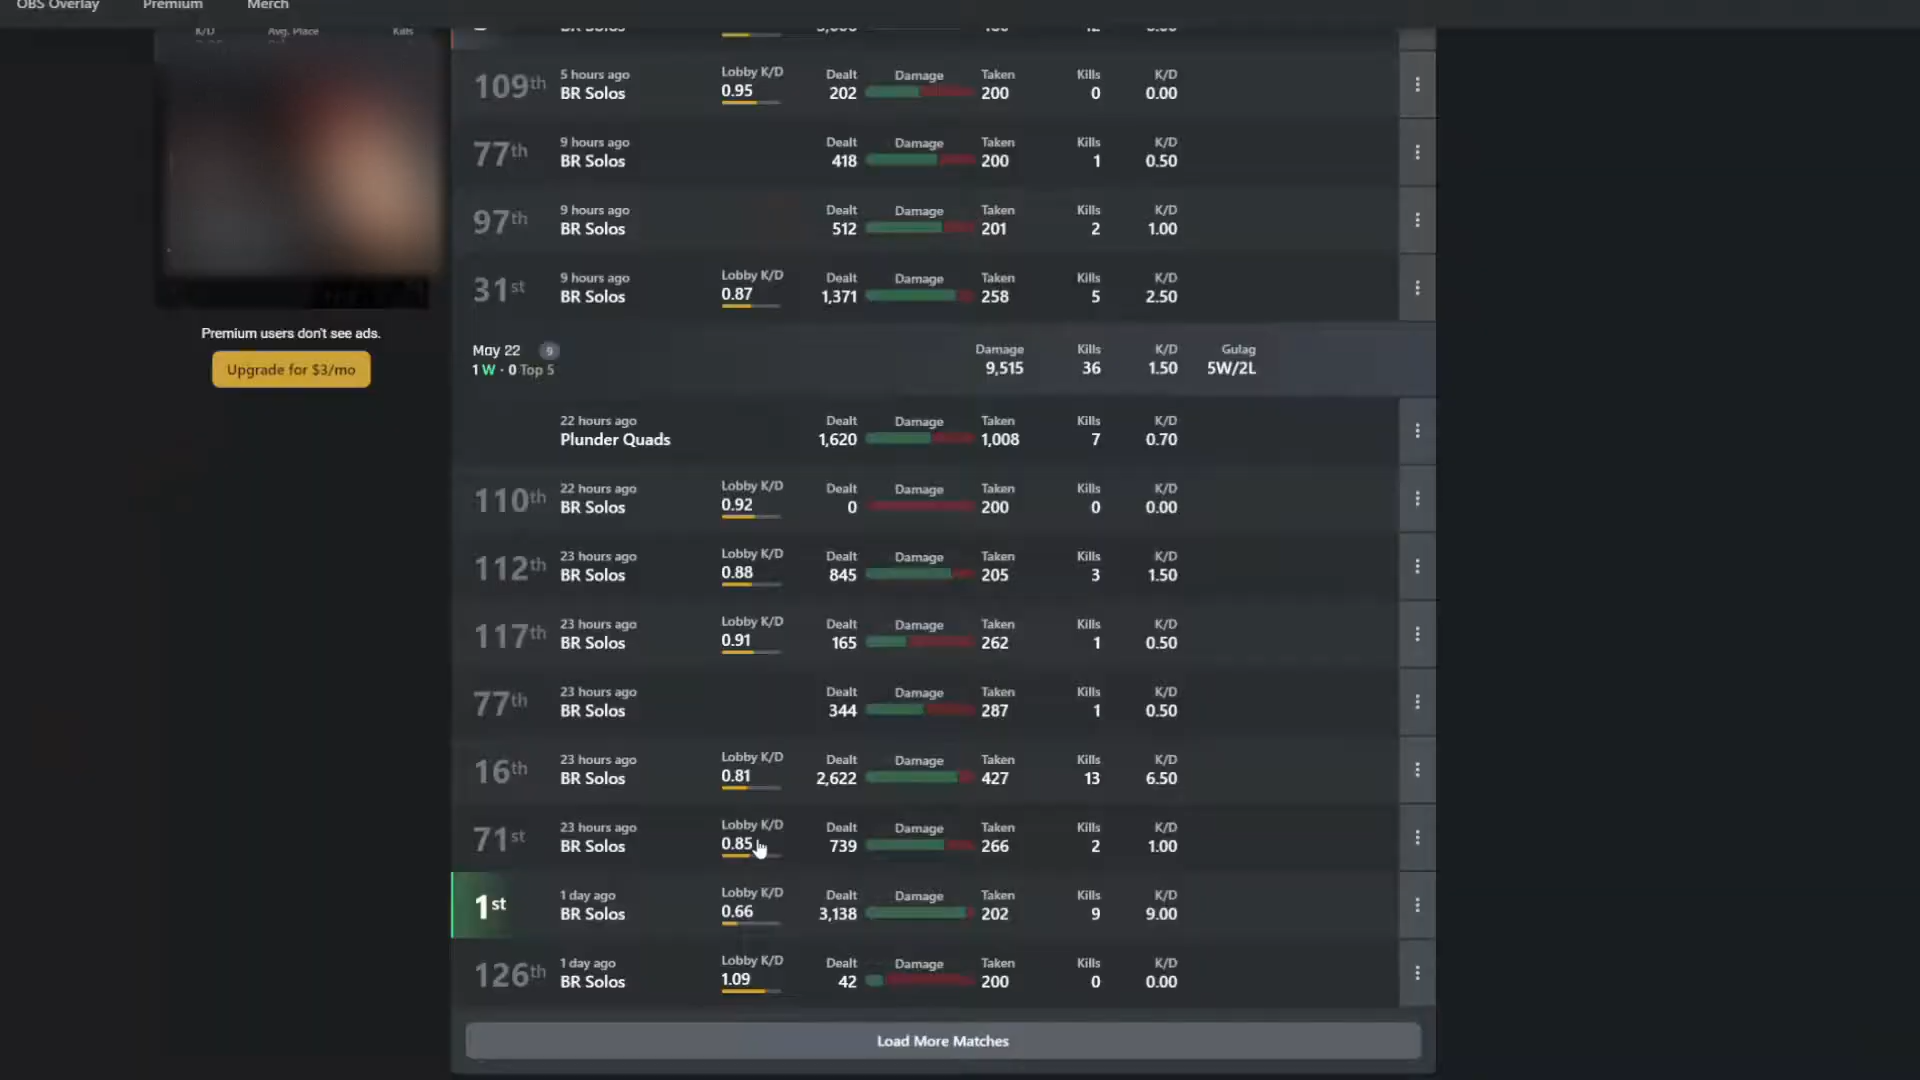 OBS Overlay Premium Merch
K/D Avg. Place Kills
BR Solos 12 0.00
109th 5 hours ago BR Solos Lobby K/D 0.95 Dealt 202 Damage Taken 200 Kills 0 K/D 0.00
77th 9 hours ago BR Solos Dealt 418 Damage Taken 200 Kills 1 K/D 0.50
97th 9 hours ago BR Solos Dealt 512 Damage Taken 201 Kills 2 K/D 1.00
31st 9 hours ago BR Solos Lobby K/D 0.87 Dealt 1,371 Damage Taken 258 Kills 5 K/D 2.50
Premium users don't see ads.
Upgrade for $3/mo
May 22 9 Damage Kills K/D Gulag
1 W · 0 Top 5 9,515 36 1.50 5W/2L
22 hours ago Plunder Quads Dealt 1,620 Damage Taken 1,008 Kills 7 K/D 0.70
110th 22 hours ago BR Solos Lobby K/D 0.92 Dealt 0 Damage Taken 200 Kills 0 K/D 0.00
112th 23 hours ago BR Solos Lobby K/D 0.88 Dealt 845 Damage Taken 205 Kills 3 K/D 1.50
117th 23 hours ago BR Solos Lobby K/D 0.91 Dealt 165 Damage Taken 262 Kills 1 K/D 0.50
77th 23 hours ago BR Solos Dealt 344 Damage Taken 287 Kills 1 K/D 0.50
16th 23 hours ago BR Solos Lobby K/D 0.81 Dealt 2,622 Damage Taken 427 Kills 13 K/D 6.50
71st 23 hours ago BR Solos Lobby K/D 0.85 Dealt 739 Damage Taken 266 Kills 2 K/D 1.00
1st 1 day ago BR Solos Lobby K/D 0.66 Dealt 3,138 Damage Taken 202 Kills 9 K/D 9.00
126th 1 day ago BR Solos Lobby K/D 1.09 Dealt 42 Damage Taken 200 Kills 0 K/D 0.00
Load More Matches